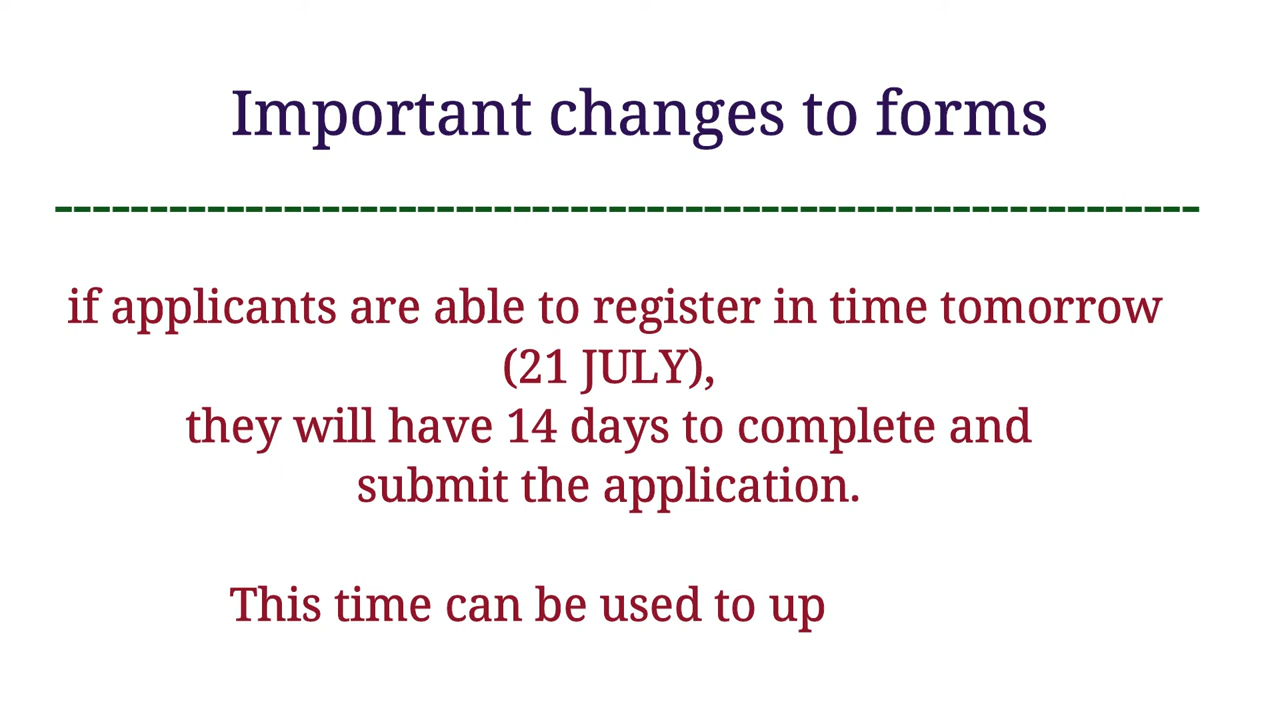 Important changes to forms
------------------------------------------------------------
if applicants are able to register in time tomorrow
(21 JULY),
they will have 14 days to complete and
submit the application.
This time can be used to up